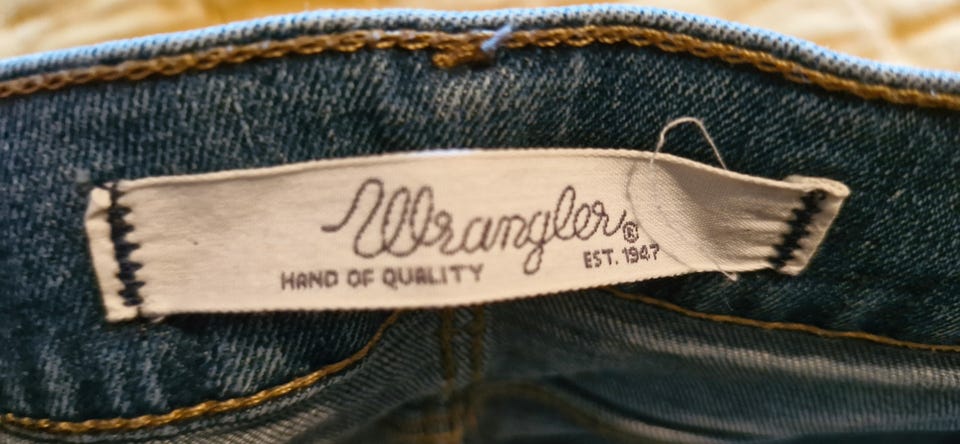 Wrangler®
HAND OF QUALITY EST. 1947